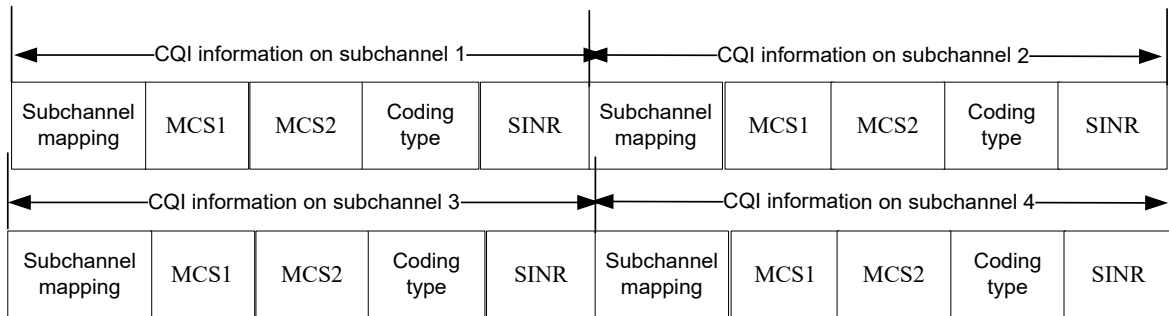 CQI information on subchannel 1
CQI information on subchannel 2
Subchannel mapping
MCS1
MCS2
Coding type
SINR
Subchannel mapping
MCS1
MCS2
Coding type
SINR
CQI information on subchannel 3
CQI information on subchannel 4
Subchannel mapping
MCS1
MCS2
Coding type
SINR
Subchannel mapping
MCS1
MCS2
Coding type
SINR